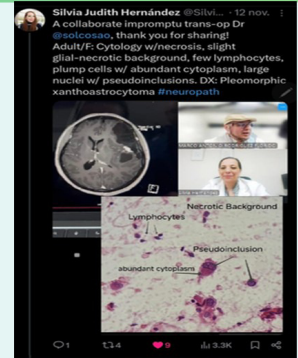 Silvia Judith Hernández @Silvi... · 12 nov.
A collaborate impromptu trans-op Dr
@solcosao, thank you for sharing!
Adult/F: Cytology w/necrosis, slight
glial-necrotic background, few lymphocytes,
plump cells w/ abundant cytoplasm, large
nuclei w/ pseudoinclusions. DX: Pleomorphic
xanthoastrocytoma #neuropath
Necrotic Background
Lymphocytes
Pseudoinclusion
abundant cytoplasm
1 4 9 3.3K